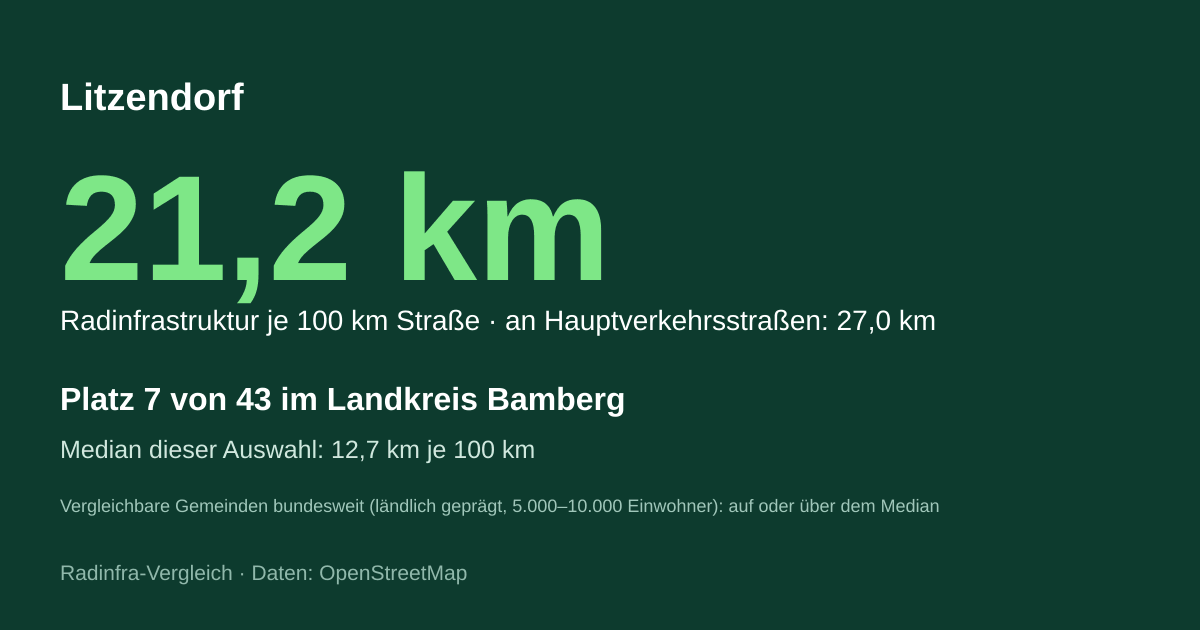 Litzendorf
21,2 km
Radinfrastruktur je 100 km Straße · an Hauptverkehrsstraßen: 27,0 km
Platz 7 von 43 im Landkreis Bamberg
Median dieser Auswahl: 12,7 km je 100 km
Vergleichbare Gemeinden bundesweit (ländlich geprägt, 5.000–10.000 Einwohner): auf oder über dem Median
Radinfra-Vergleich · Daten: OpenStreetMap